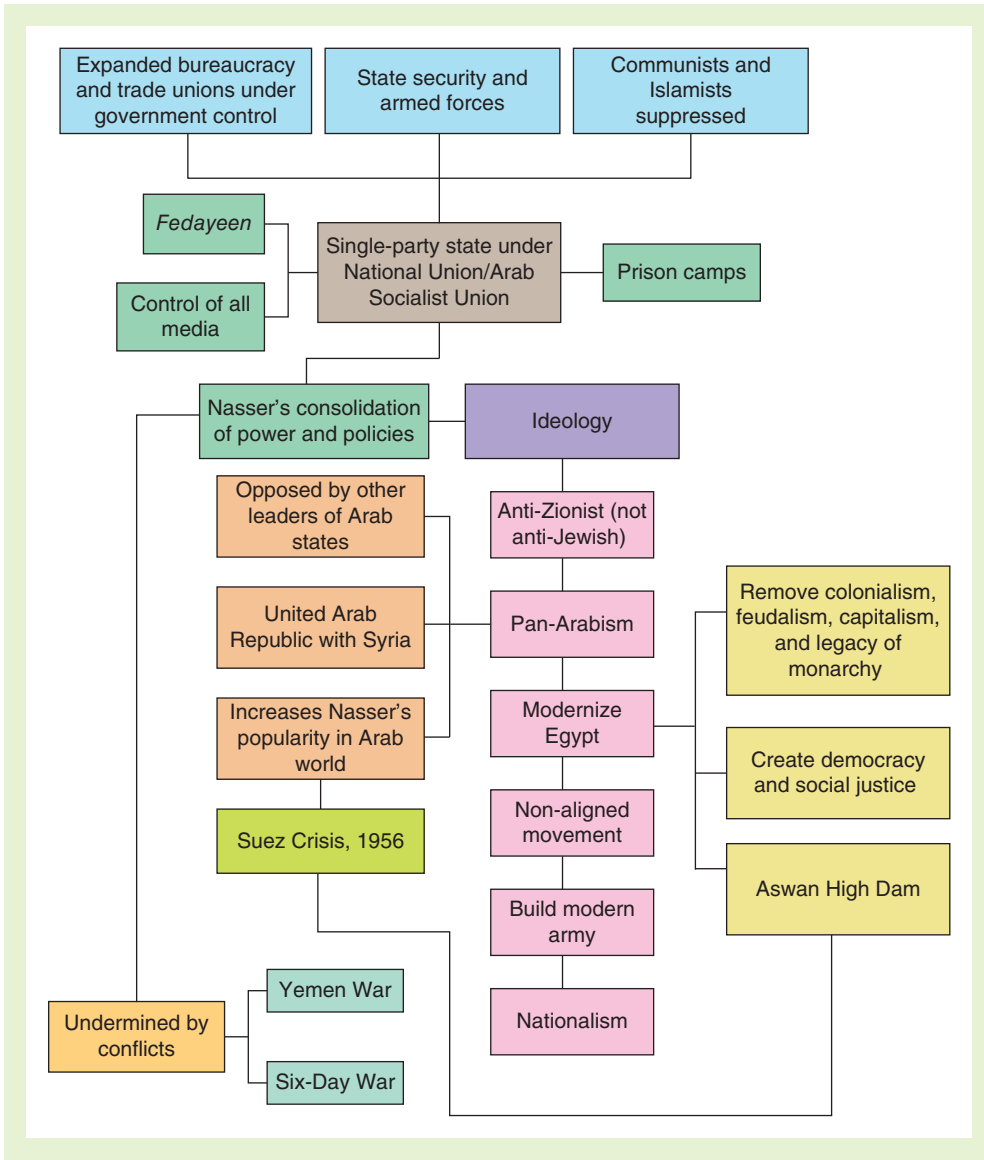 Expanded bureaucracy
and trade unions under
government control
State security and
armed forces
Communists and
Islamists
suppressed
Fedayeen
Control of all
media
Single-party state under
National Union/Arab
Socialist Union
Prison camps
Nasser’s consolidation
of power and policies
Ideology
Opposed by other
leaders of Arab
states
United Arab
Republic with Syria
Increases Nasser’s
popularity in Arab
world
Suez Crisis, 1956
Anti-Zionist (not
anti-Jewish)
Pan-Arabism
Modernize
Egypt
Non-aligned
movement
Build modern
army
Nationalism
Remove colonialism,
feudalism, capitalism,
and legacy of
monarchy
Create democracy
and social justice
Aswan High Dam
Undermined by
conflicts
Yemen War
Six-Day War